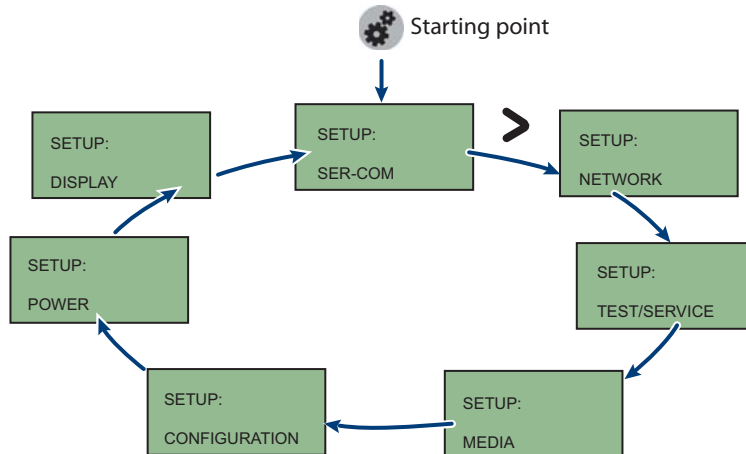 Starting point
SETUP:
SER-COM
>
SETUP:
NETWORK
SETUP:
TEST/SERVICE
SETUP:
MEDIA
SETUP:
CONFIGURATION
SETUP:
POWER
SETUP:
DISPLAY